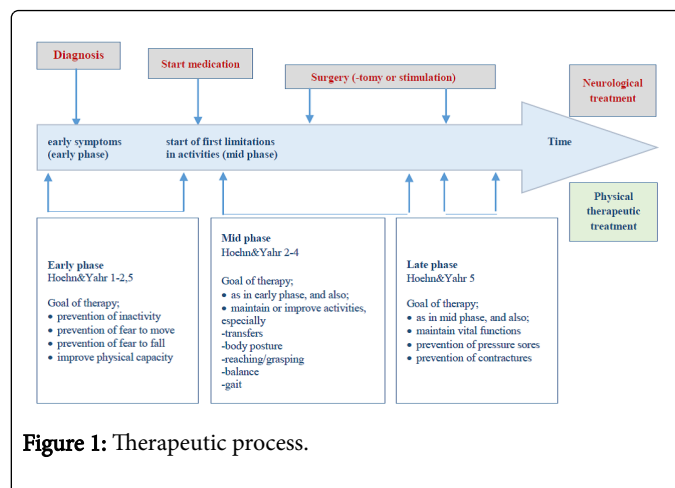 Diagnosis
Start medication
Surgery (-tomy or stimulation)
Neurological
treatment
early symptoms
(early phase)
start of first limitations
in activities (mid phase)
Time
Physical
therapeutic
treatment
Early phase
Hoehn&Yahr 1-2,5
Goal of therapy;
• prevention of inactivity
• prevention of fear to move
• prevention of fear to fall
• improve physical capacity
Mid phase
Hoehn&Yahr 2-4
Goal of therapy;
• as in early phase, and also;
• maintain or improve activities,
especially
-transfers
-body posture
-reaching/grasping
-balance
-gait
Late phase
Hoehn&Yahr 5
Goal of therapy;
• as in mid phase, and also;
• maintain vital functions
• prevention of pressure sores
• prevention of contractures
Figure 1: Therapeutic process.